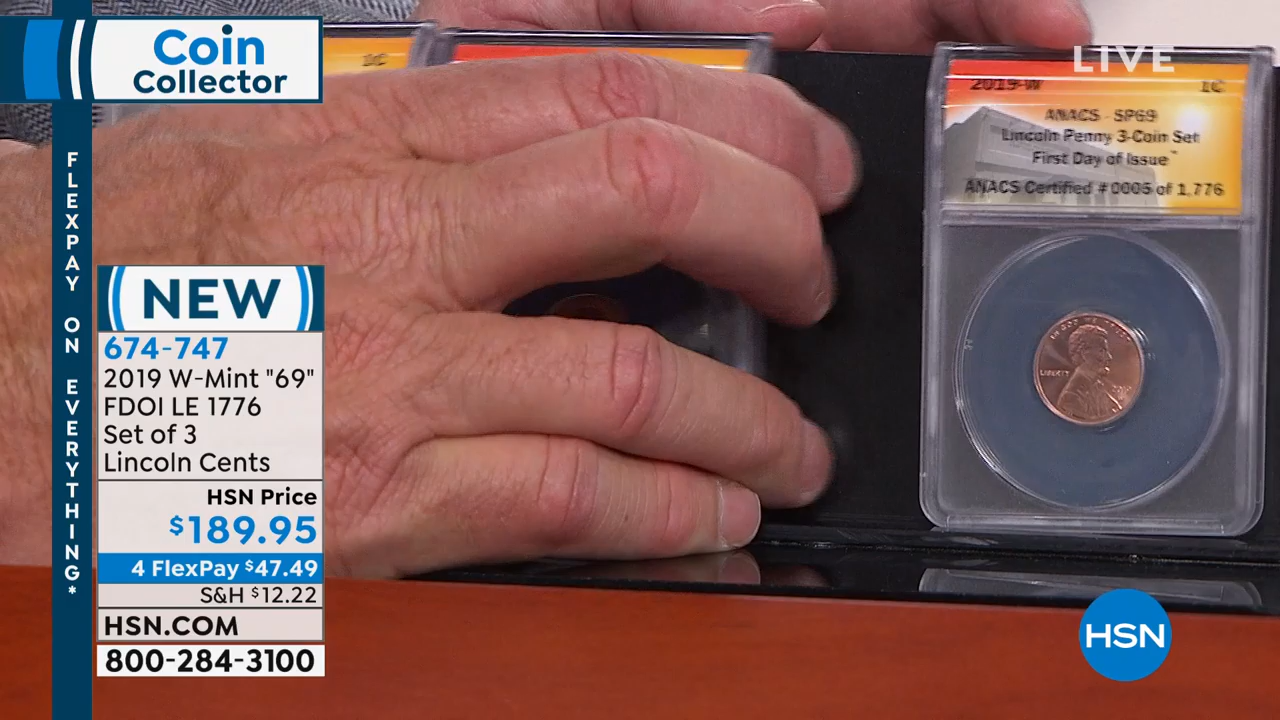 Coin
Collector
FLEXPAY ON EVERYTHING*
NEW
674-747
2019 W-Mint "69"
FDOI LE 1776
Set of 3
Lincoln Cents
HSN Price
$189.95
4 FlexPay $47.49
S&H $12.22
HSN.COM
800-284-3100
1C
LIVE
2019-W 1C
ANACS - SP69
Lincoln Penny 3-Coin Set
First Day of Issue™
ANACS Certified #0005 of 1,776
LIBERTY
HSN